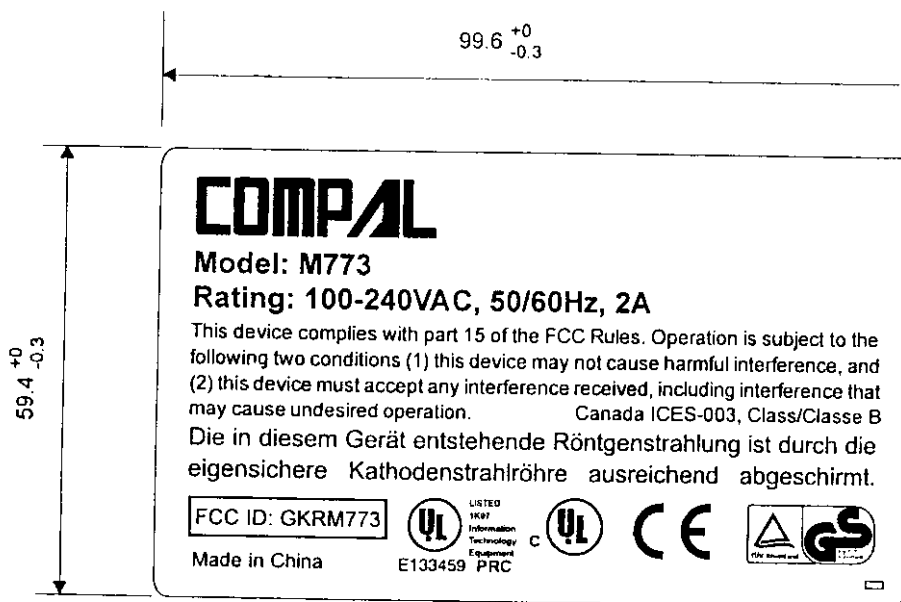 99.6 +0 -0.3
59.4 +0 -0.3
COMPAL
Model: M773
Rating: 100-240VAC, 50/60Hz, 2A
This device complies with part 15 of the FCC Rules. Operation is subject to the
following two conditions (1) this device may not cause harmful interference, and
(2) this device must accept any interference received, including interference that
may cause undesired operation. Canada ICES-003, Class/Classe B
Die in diesem Gerät entstehende Röntgenstrahlung ist durch die
eigensichere Kathodenstrahlröhre ausreichend abgeschirmt.
FCC ID: GKRM773
Made in China
UL
LISTED
1K97
Information
Technology
Equipment
E133459 PRC
C UL
CE
GS